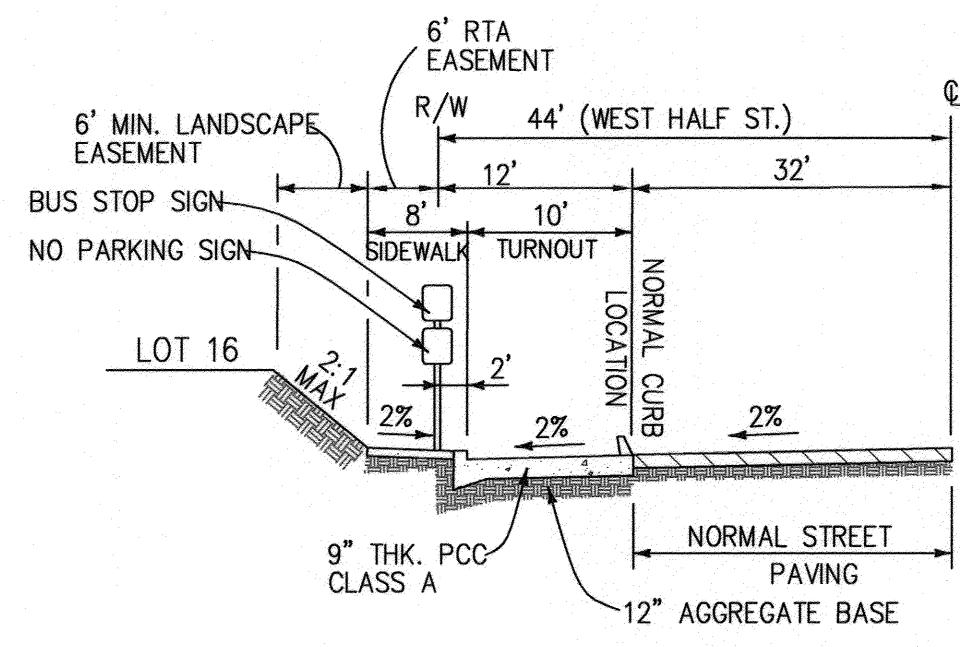 6' RTA
EASEMENT
R/W
℄
44' (WEST HALF ST.)
6' MIN. LANDSCAPE
EASEMENT
12'
32'
BUS STOP SIGN
8'
10'
NO PARKING SIGN
SIDEWALK
TURNOUT
NORMAL CURB
LOCATION
LOT 16
2:1
MAX
2'
2%
2%
2%
NORMAL STREET
PAVING
9" THK. PCC
CLASS A
12" AGGREGATE BASE